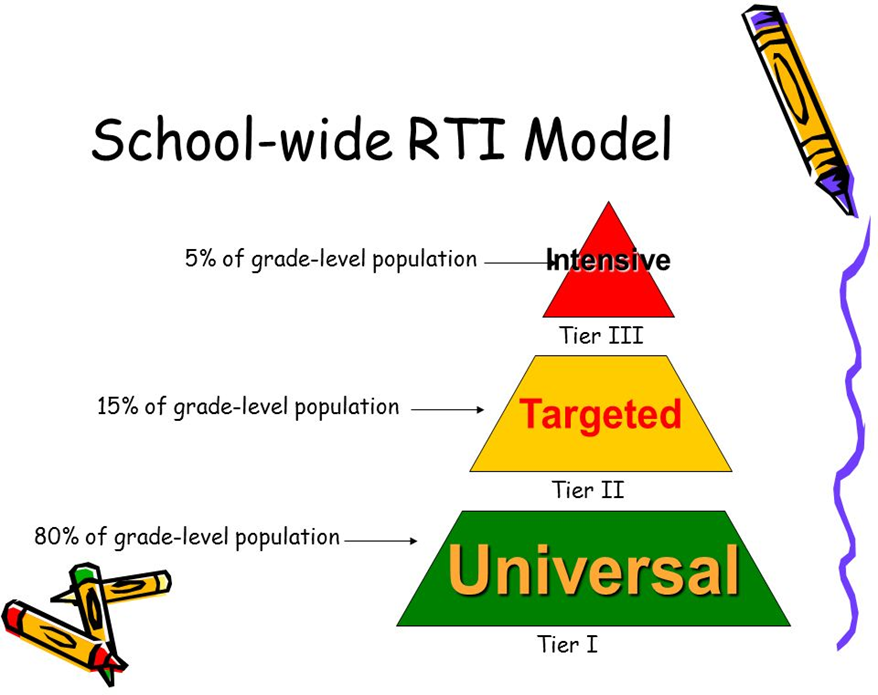 School-wide RTI Model
5% of grade-level population
Intensive
Tier III
15% of grade-level population
Targeted
Tier II
80% of grade-level population
Universal
Tier I